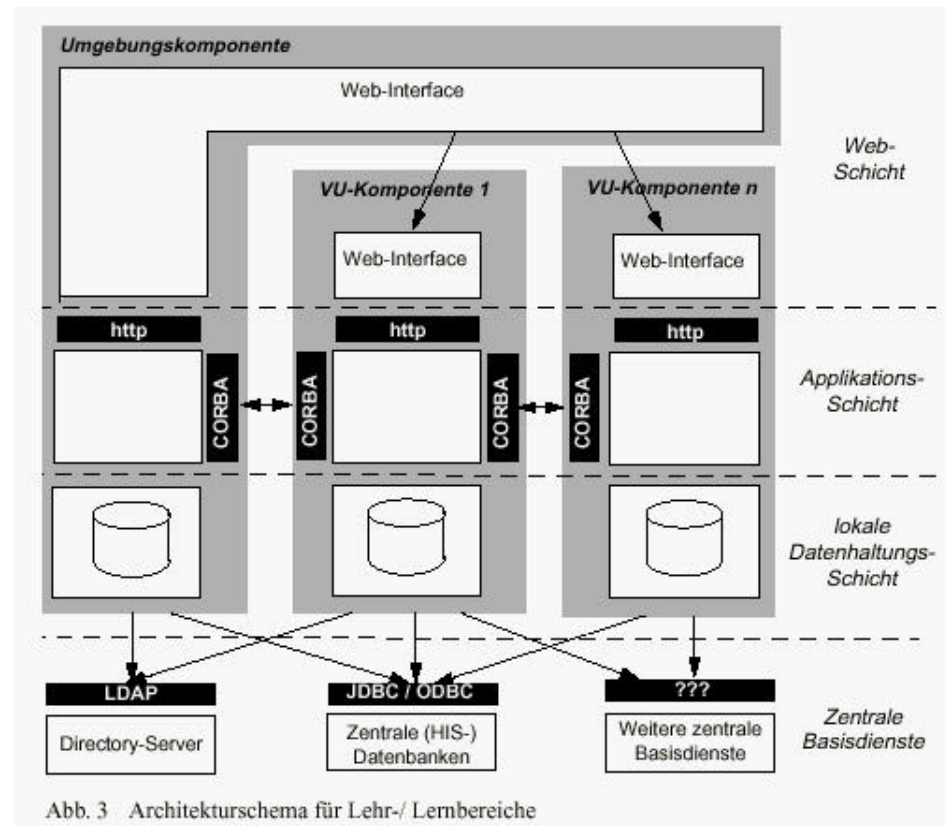 Umgebungskomponente
Web-Interface
Web-
Schicht
VU-Komponente 1
VU-Komponente n
Web-Interface
Web-Interface
http
http
http
CORBA
CORBA
CORBA
CORBA
Applikations-
Schicht
lokale
Datenhaltungs-
Schicht
LDAP
JDBC / ODBC
???
Directory-Server
Zentrale (HIS-)
Datenbanken
Weitere zentrale
Basisdienste
Zentrale
Basisdienste
Abb. 3 Architekturschema für Lehr-/ Lernbereiche